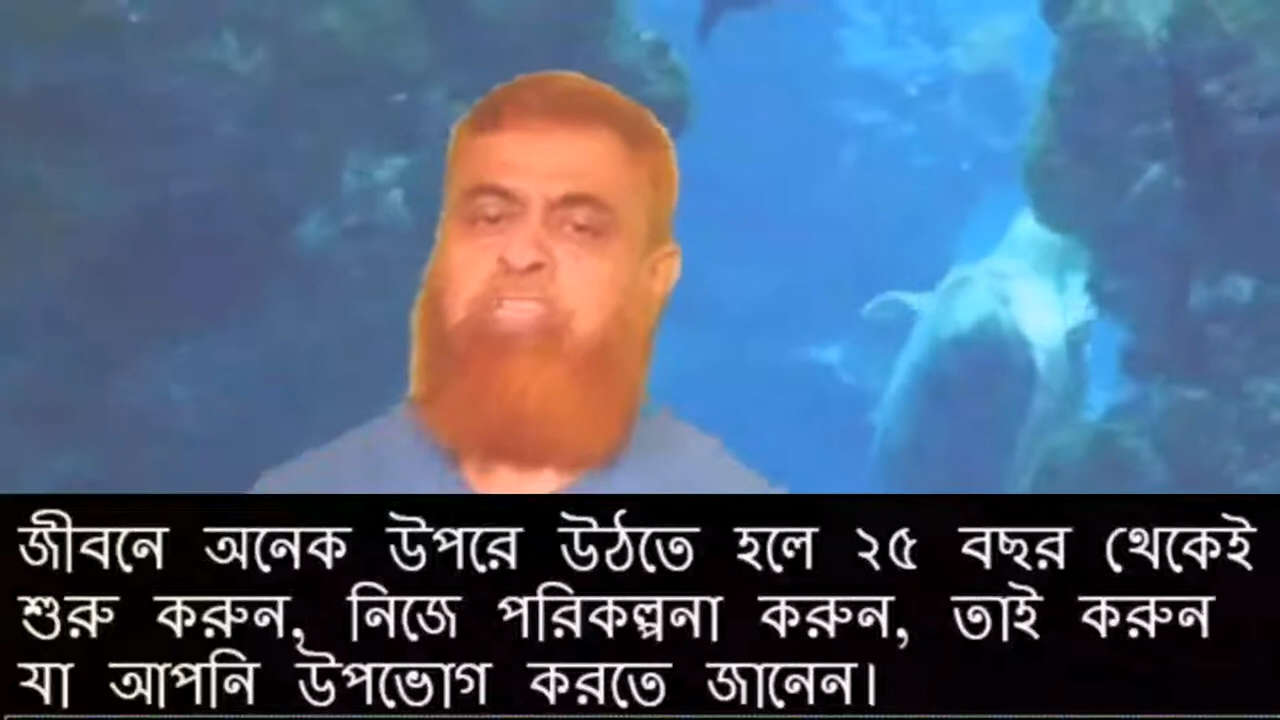 জীবনে অনেক উপরে উঠতে হলে ২৫ বছর থেকেই
শুরু করুন, নিজে পরিকল্পনা করুন, তাই করুন
যা আপনি উপভোগ করতে জানেন।